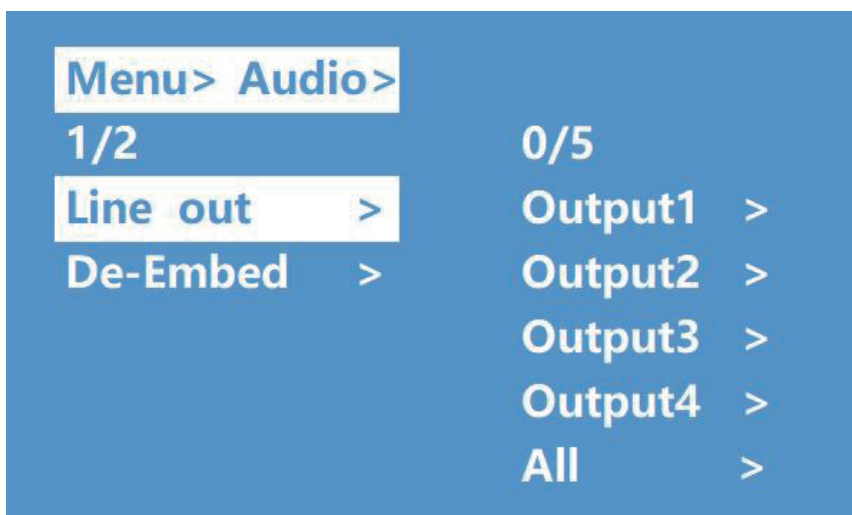 Menu> Audio>
1/2
Line out >
De-Embed >
0/5
Output1 >
Output2 >
Output3 >
Output4 >
All >